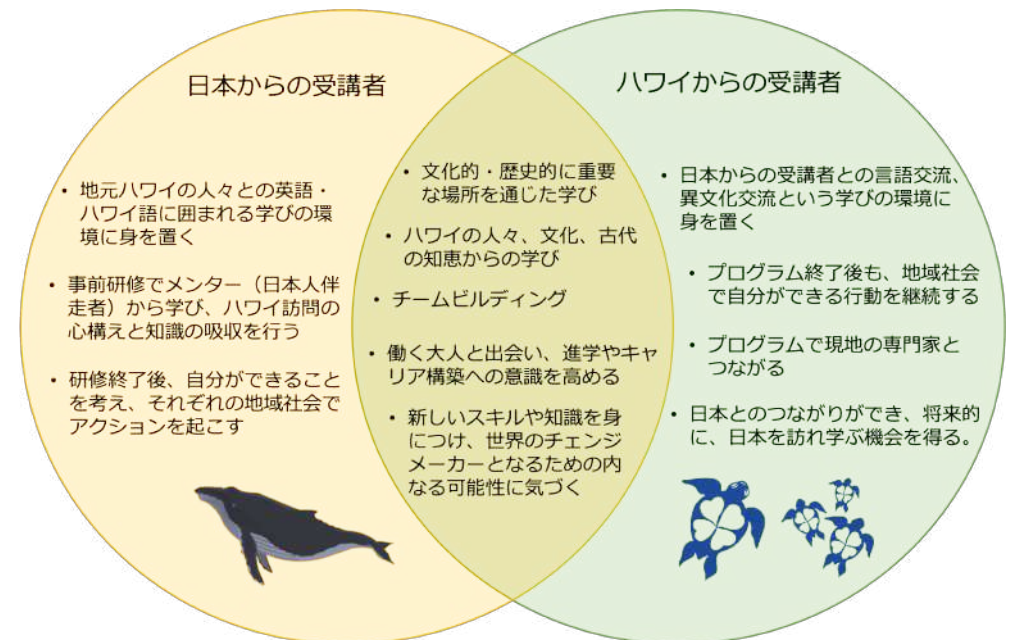 日本からの受講者
• 地元ハワイの人々との英語・
ハワイ語に囲まれる学びの環
境に身を置く
• 事前研修でメンター（日本人伴
走者）から学び、ハワイ訪問の
心構えと知識の吸収を行う
• 研修終了後、自分ができること
を考え、それぞれの地域社会で
アクションを起こす
• 文化的・歴史的に重要
な場所を通じた学び
• ハワイの人々、文化、古代
の知恵からの学び
• チームビルディング
• 働く大人と出会い、進学やキャ
リア構築への意識を高める
• 新しいスキルや知識を身
につけ、世界のチェンジ
メーカーとなるための内
なる可能性に気づく
ハワイからの受講者
• 日本からの受講者との言語交流、
異文化交流という学びの環境に
身を置く
• プログラム終了後も、地域社会
で自分ができる行動を継続する
• プログラムで現地の専門家と
つながる
• 日本とのつながりができ、将来的
に、日本を訪れ学ぶ機会を得る。